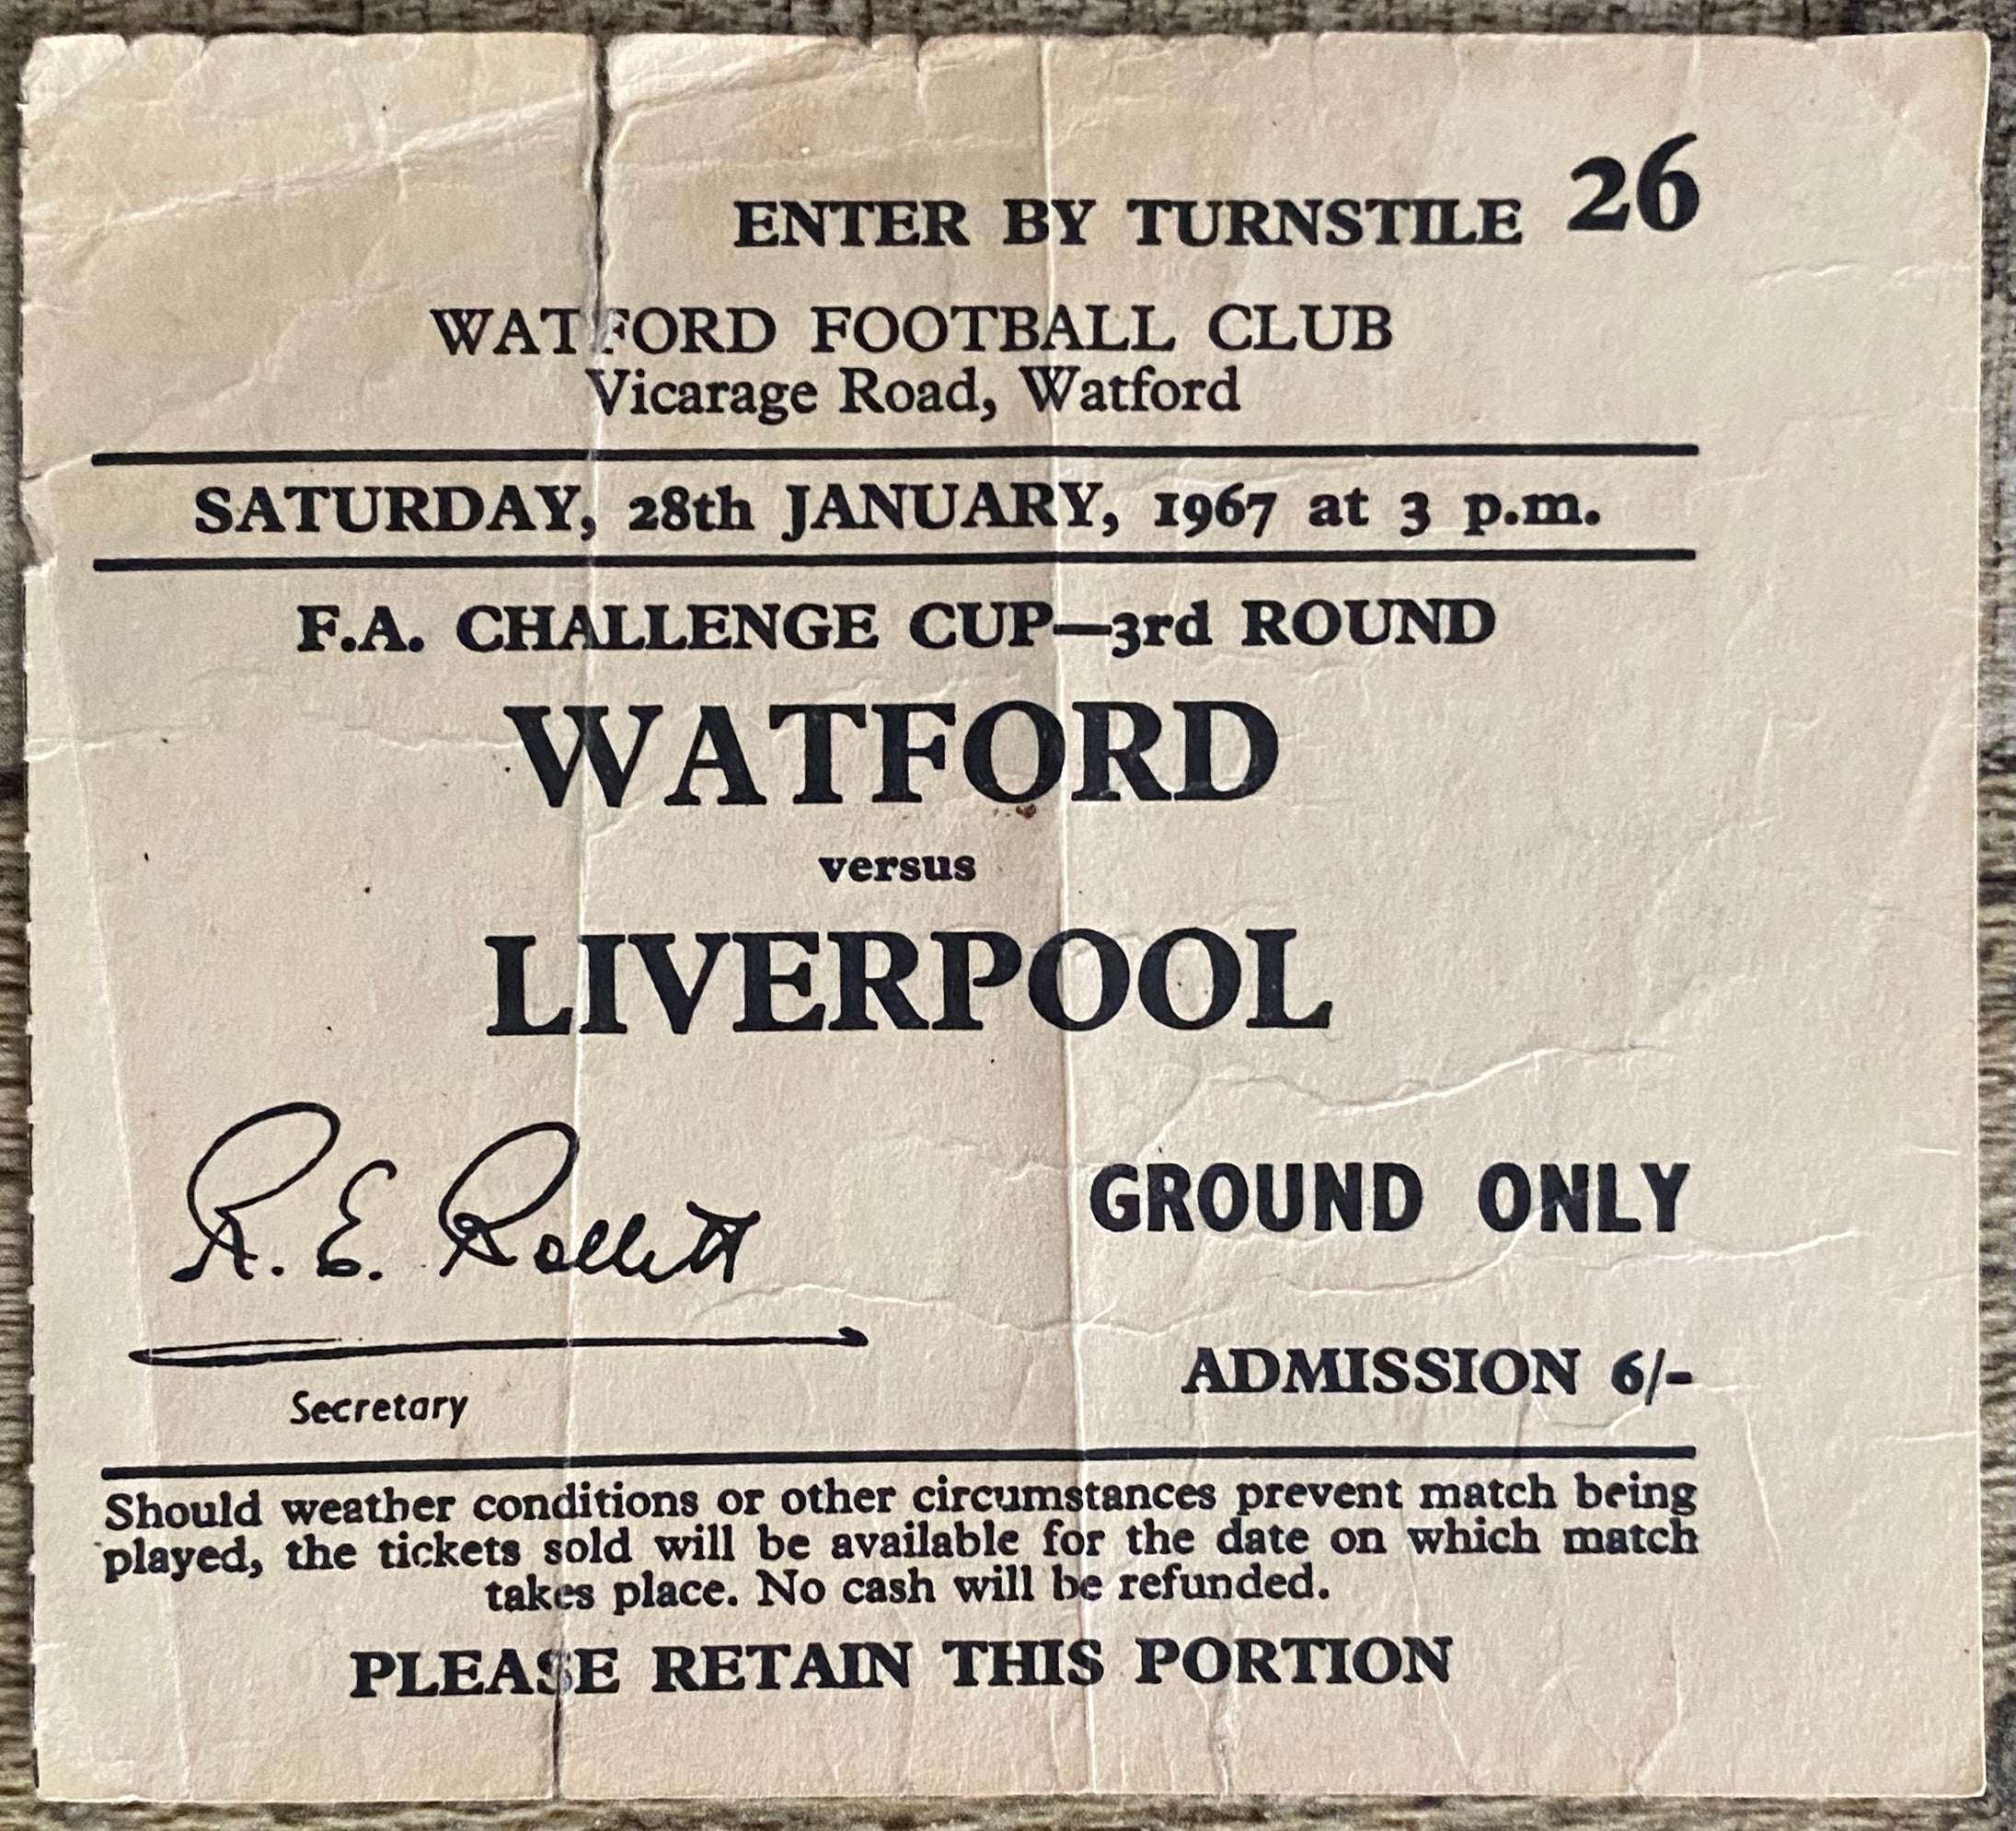 ENTER BY TURNSTILE 26
WATFORD FOOTBALL CLUB
Vicarage Road, Watford
SATURDAY, 28th JANUARY, 1967 at 3 p.m.
F.A. CHALLENGE CUP—3rd ROUND
WATFORD
versus
LIVERPOOL
R. E. Rollitt
GROUND ONLY
ADMISSION 6/-
Secretary
Should weather conditions or other circumstances prevent match being
played, the tickets sold will be available for the date on which match
takes place. No cash will be refunded.
PLEASE RETAIN THIS PORTION